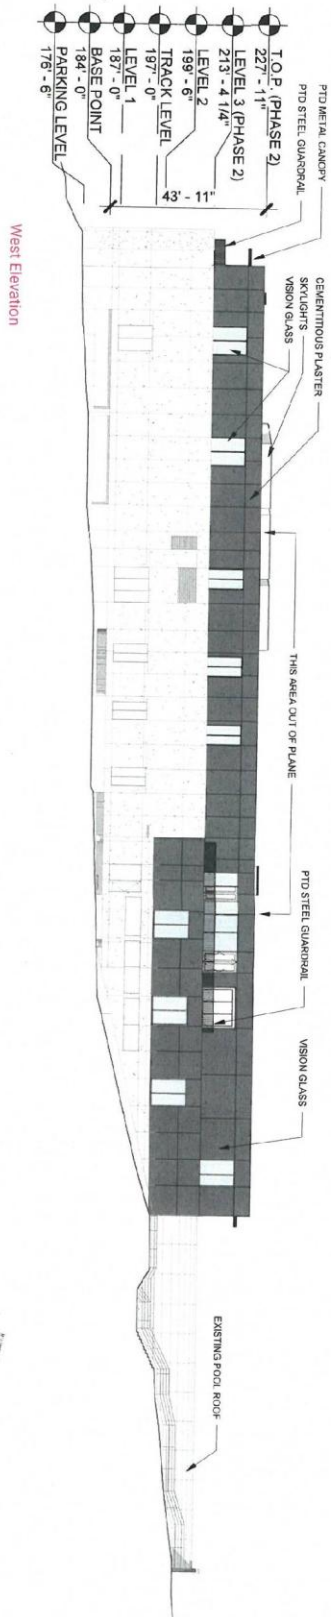 PTD METAL CANOPY
PTD STEEL GUARDRAIL
CEMENTITIOUS PLASTER
SKYLIGHTS
VISION GLASS
THIS AREA OUT OF PLANE
PTD STEEL GUARDRAIL
VISION GLASS
EXISTING POOL ROOF
T.O.P. (PHASE 2)
227' - 11"
LEVEL 3 (PHASE 2)
213' - 4 1/4"
LEVEL 2
199' - 6"
TRACK LEVEL
197' - 0"
LEVEL 1
187' - 0"
BASE POINT
184' - 0"
PARKING LEVEL
176' - 6"
43' - 11"
West Elevation